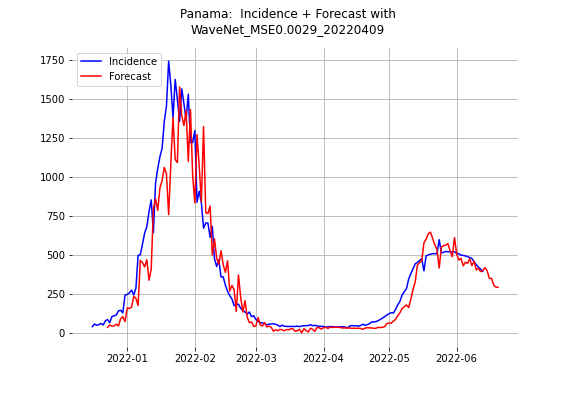 Panama:  Incidence + Forecast with
WaveNet_MSE0.0029_20220409
Incidence
Forecast
1750
1500
1250
1000
750
500
250
0
2022-01 2022-02 2022-03 2022-04 2022-05 2022-06